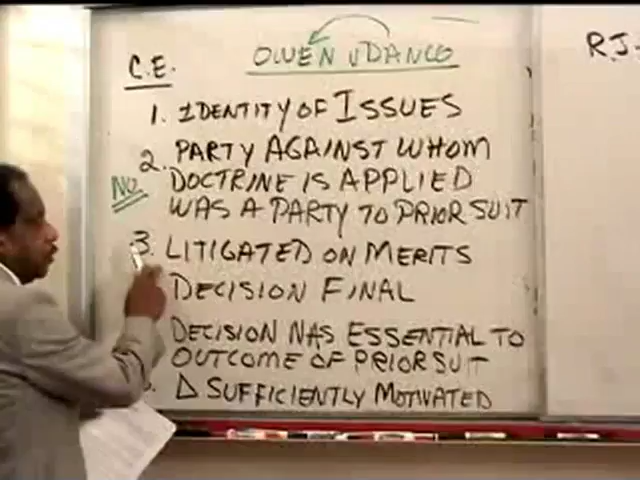 C.E.
OWEN v DANCO
R.J.
1. IDENTITY OF ISSUES
2. PARTY AGAINST WHOM
NO
DOCTRINE IS APPLIED
WAS A PARTY TO PRIOR SUIT
3. LITIGATED ON MERITS
DECISION FINAL
DECISION WAS ESSENTIAL TO
OUTCOME OF PRIOR SUIT
Δ SUFFICIENTLY MOTIVATED